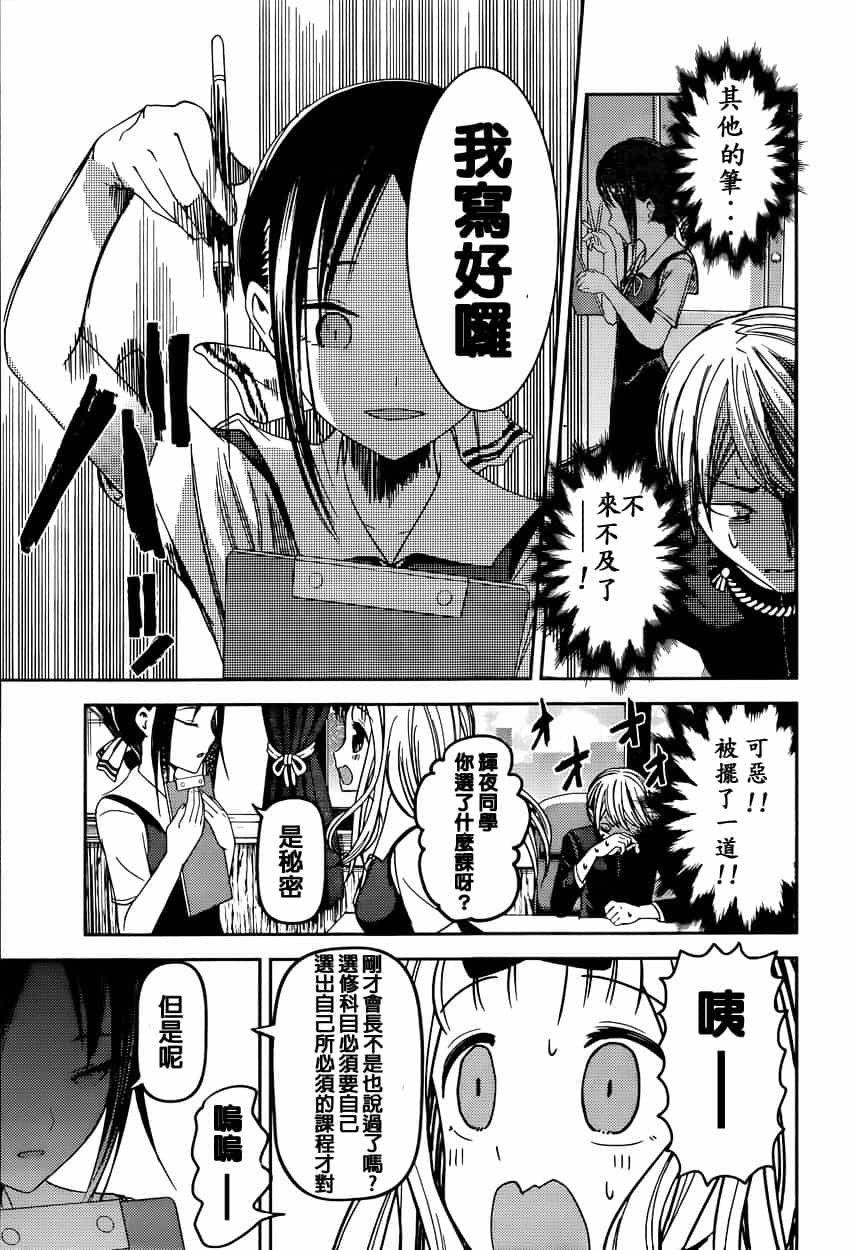 其他的筆...
不
來不及了
——!
我寫好囉
可惡!!
被擺了一道!!
輝夜同學
你選了什麼課呀?
是秘密
咦——
剛才會長不是也說過了嗎?
選修科目必須要自己
選出自己所必須的課程才對
嗚嗚——
但是呢